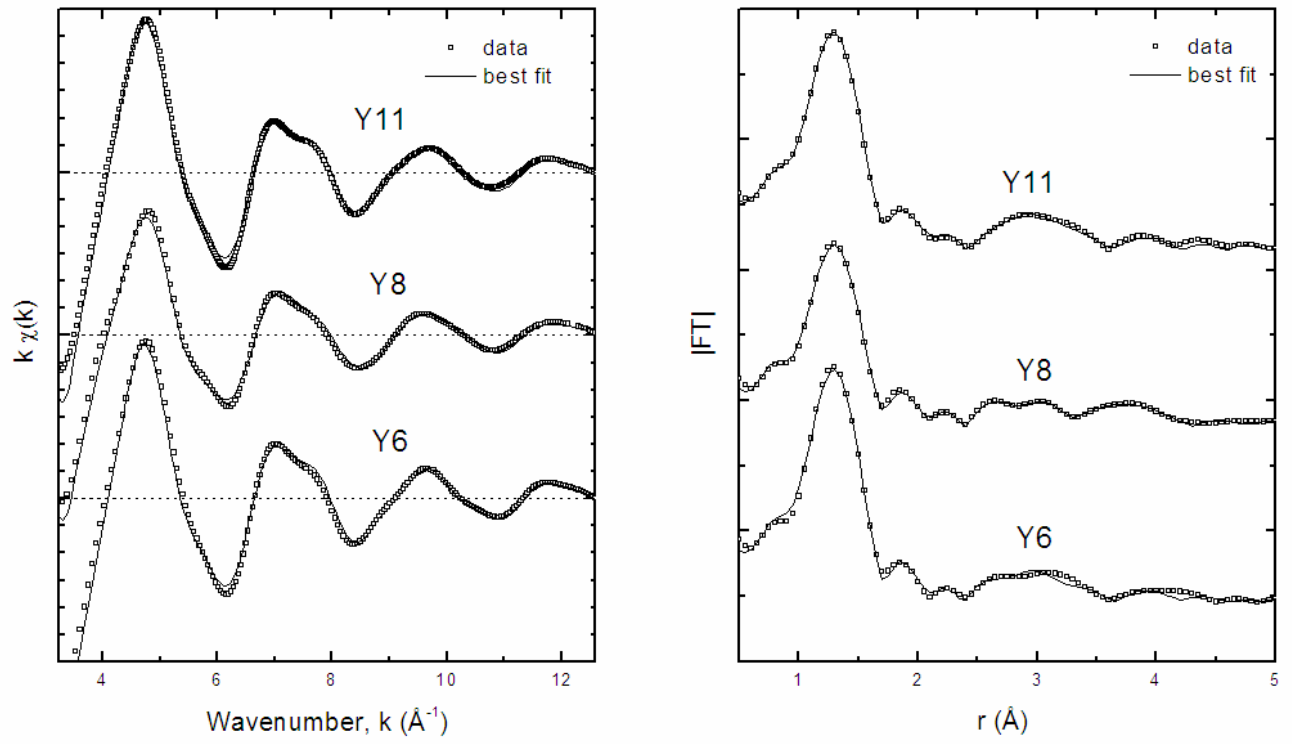 data
best fit
Y11
Y8
Y6
k χ(k)
4 6 8 10 12
Wavenumber, k (Å⁻¹)
data
best fit
Y11
Y8
Y6
|FT|
1 2 3 4 5
r (Å)